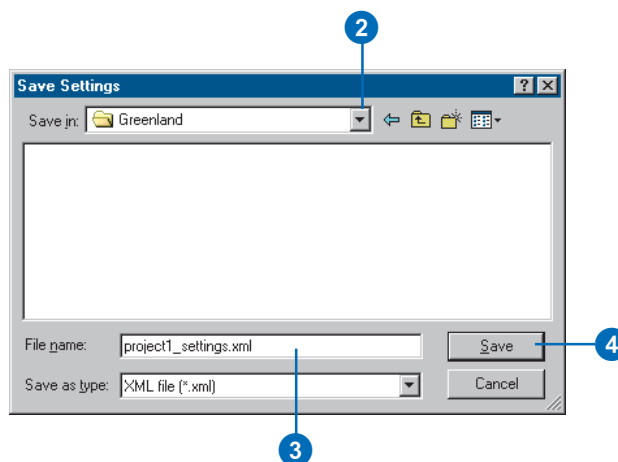 2
Save Settings
Save in: Greenland
File name: project1_settings.xml
Save
4
Save as type: XML file (*.xml)
Cancel
3